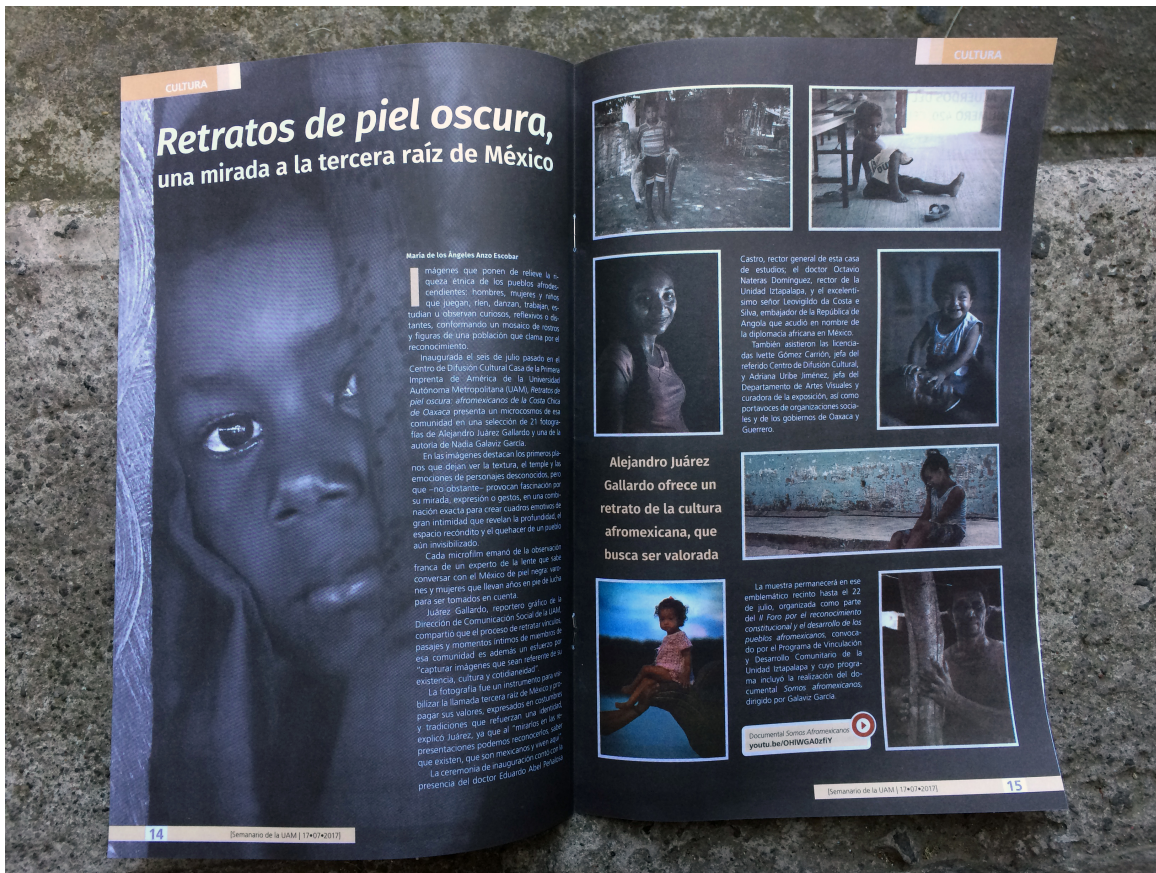 CULTURA
Retratos de piel oscura,
una mirada a la tercera raíz de México
María de los Ángeles Anzo Escobar
Imágenes que ponen de relieve la ri-
queza étnica de los pueblos afrodes-
cendientes: hombres, mujeres y niños
que juegan, ríen, danzan, trabajan, es-
tudian u observan curiosos, reflexivos o dis-
tantes, conformando un mosaico de rostros
y figuras de una población que clama por el
reconocimiento.
Inaugurada el seis de julio pasado en el
Centro de Difusión Cultural Casa de la Primera
Imprenta de América de la Universidad
Autónoma Metropolitana (UAM), Retratos de
piel oscura: afromexicanos de la Costa Chica
de Oaxaca presenta un microcosmos de esa
comunidad en una selección de 21 fotogra-
fías de Alejandro Juárez Gallardo y una de la
autoría de Nadia Galaviz García.
En las imágenes destacan los primeros pla-
nos que dejan ver la textura, el temple y las
emociones de personajes desconocidos, pero
que –no obstante– provocan fascinación por
su mirada, expresión o gestos, en una combi-
nación exacta para crear cuadros emotivos de
gran intimidad que revelan la profundidad, el
espacio recóndito y el quehacer de un pueblo
aún invisibilizado.
Cada microfilm emanó de la observación
franca de un experto de la lente que sabe
conversar con el México de piel negra: varo-
nes y mujeres que llevan años en pie de lucha
para ser tomados en cuenta.
Juárez Gallardo, reportero gráfico de la
Dirección de Comunicación Social de la UAM,
compartió que el proceso de retratar vínculos,
pasajes y momentos íntimos de miembros de
esa comunidad es además un esfuerzo por
"capturar imágenes que sean referente de su
existencia, cultura y cotidianeidad".
La fotografía fue un instrumento para visi-
bilizar la llamada tercera raíz de México y pro-
pagar sus valores, expresados en costumbres
y tradiciones que refuerzan una identidad,
explicó Juárez, ya que al "mirarlos en las re-
presentaciones podemos reconocerlos, saber
que existen, que son mexicanos y viven aquí".
La ceremonia de inauguración contó con la
presencia del doctor Eduardo Abel Peñalosa
14
[Semanario de la UAM | 17•07•2017]
CULTURA
Castro, rector general de esta casa
de estudios; el doctor Octavio
Nateras Domínguez, rector de la
Unidad Iztapalapa, y el excelentí-
simo señor Leovigildo da Costa e
Silva, embajador de la República de
Angola que acudió en nombre de
la diplomacia africana en México.
También asistieron las licencia-
das Ivette Gómez Carrión, jefa del
referido Centro de Difusión Cultural,
y Adriana Uribe Jiménez, jefa del
Departamento de Artes Visuales y
curadora de la exposición, así como
portavoces de organizaciones socia-
les y de los gobiernos de Oaxaca y
Guerrero.
Alejandro Juárez
Gallardo ofrece un
retrato de la cultura
afromexicana, que
busca ser valorada
La muestra permanecerá en ese
emblemático recinto hasta el 22
de julio, organizada como parte
del II Foro por el reconocimiento
constitucional y el desarrollo de los
pueblos afromexicanos, convoca-
do por el Programa de Vinculación
y Desarrollo Comunitario de la
Unidad Iztapalapa y cuyo progra-
ma incluyó la realización del do-
cumental Somos afromexicanos,
dirigido por Galaviz García.
Documental Somos Afromexicanos
youtu.be/OHlWGA0zfiY
[Semanario de la UAM | 17•07•2017]
15